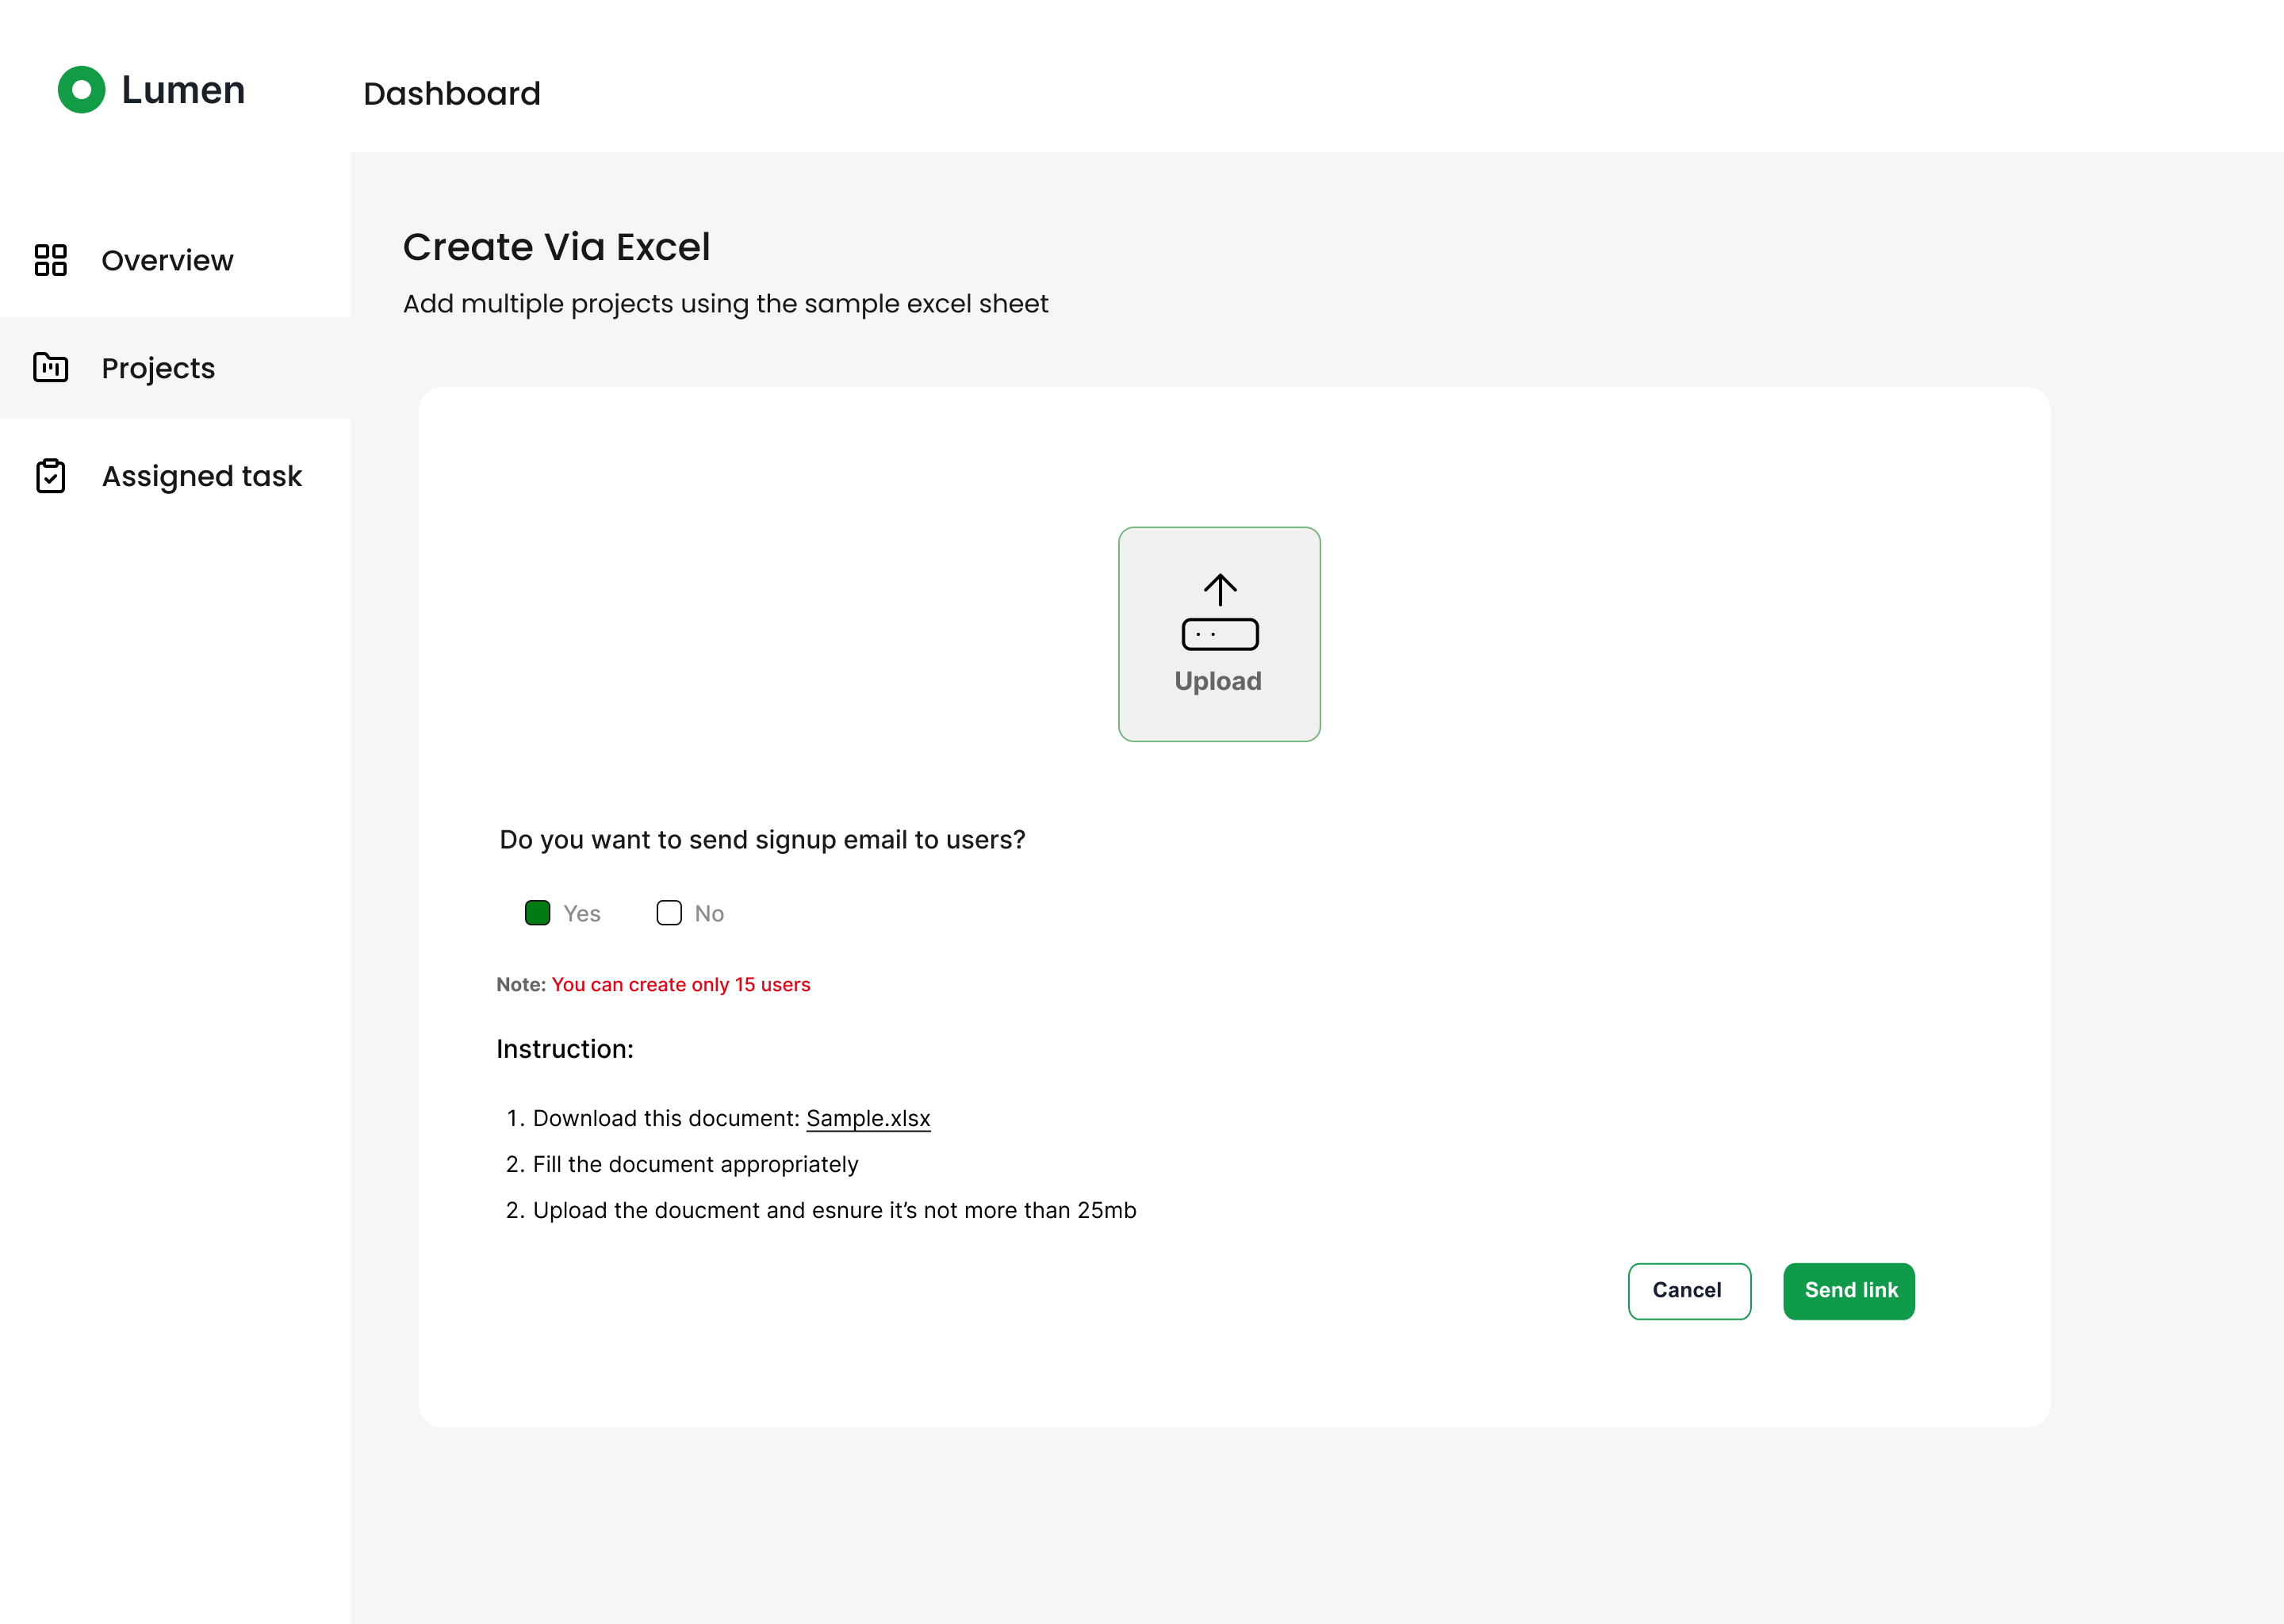 Lumen
Dashboard
Overview
Projects
Assigned task
Create Via Excel
Add multiple projects using the sample excel sheet
Upload
Do you want to send signup email to users?
Yes
No
Note: You can create only 15 users
Instruction:
1. Download this document: Sample.xlsx
2. Fill the document appropriately
2. Upload the doucment and esnure it’s not more than 25mb
Cancel
Send link